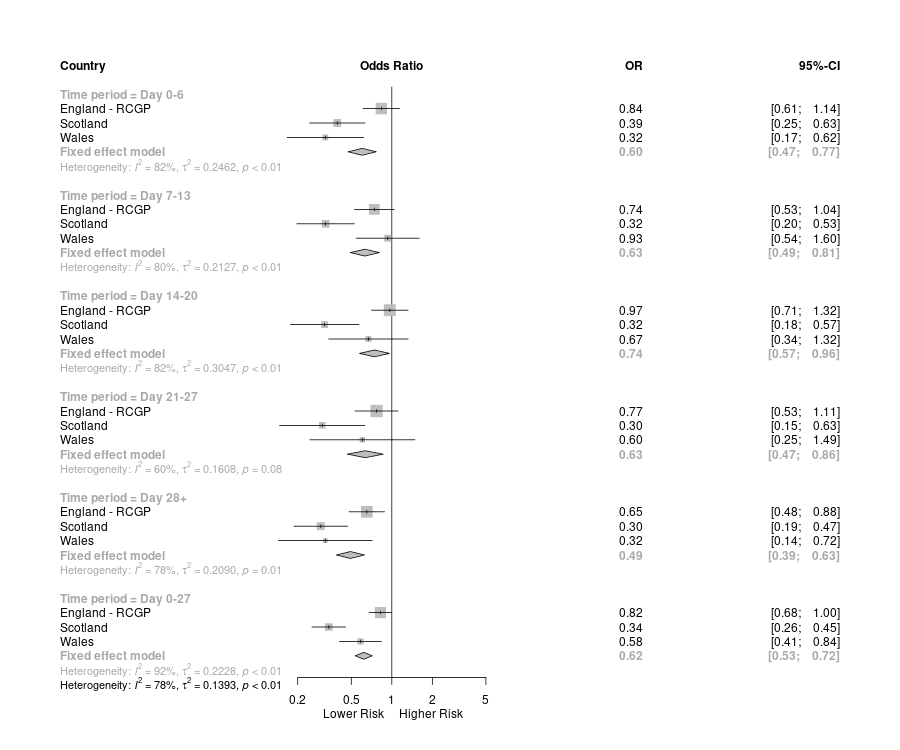 Country Odds Ratio OR 95%-CI
Time period = Day 0-6
England - RCGP 0.84 [0.61; 1.14]
Scotland 0.39 [0.25; 0.63]
Wales 0.32 [0.17; 0.62]
Fixed effect model 0.60 [0.47; 0.77]
Heterogeneity: I² = 82%, τ² = 0.2462, p < 0.01
Time period = Day 7-13
England - RCGP 0.74 [0.53; 1.04]
Scotland 0.32 [0.20; 0.53]
Wales 0.93 [0.54; 1.60]
Fixed effect model 0.63 [0.49; 0.81]
Heterogeneity: I² = 80%, τ² = 0.2127, p < 0.01
Time period = Day 14-20
England - RCGP 0.97 [0.71; 1.32]
Scotland 0.32 [0.18; 0.57]
Wales 0.67 [0.34; 1.32]
Fixed effect model 0.74 [0.57; 0.96]
Heterogeneity: I² = 82%, τ² = 0.3047, p < 0.01
Time period = Day 21-27
England - RCGP 0.77 [0.53; 1.11]
Scotland 0.30 [0.15; 0.63]
Wales 0.60 [0.25; 1.49]
Fixed effect model 0.63 [0.47; 0.86]
Heterogeneity: I² = 60%, τ² = 0.1608, p = 0.08
Time period = Day 28+
England - RCGP 0.65 [0.48; 0.88]
Scotland 0.30 [0.19; 0.47]
Wales 0.32 [0.14; 0.72]
Fixed effect model 0.49 [0.39; 0.63]
Heterogeneity: I² = 78%, τ² = 0.2090, p = 0.01
Time period = Day 0-27
England - RCGP 0.82 [0.68; 1.00]
Scotland 0.34 [0.26; 0.45]
Wales 0.58 [0.41; 0.84]
Fixed effect model 0.62 [0.53; 0.72]
Heterogeneity: I² = 92%, τ² = 0.2228, p < 0.01
Heterogeneity: I² = 78%, τ² = 0.1393, p < 0.01
0.2 0.5 1 2 5
Lower Risk Higher Risk